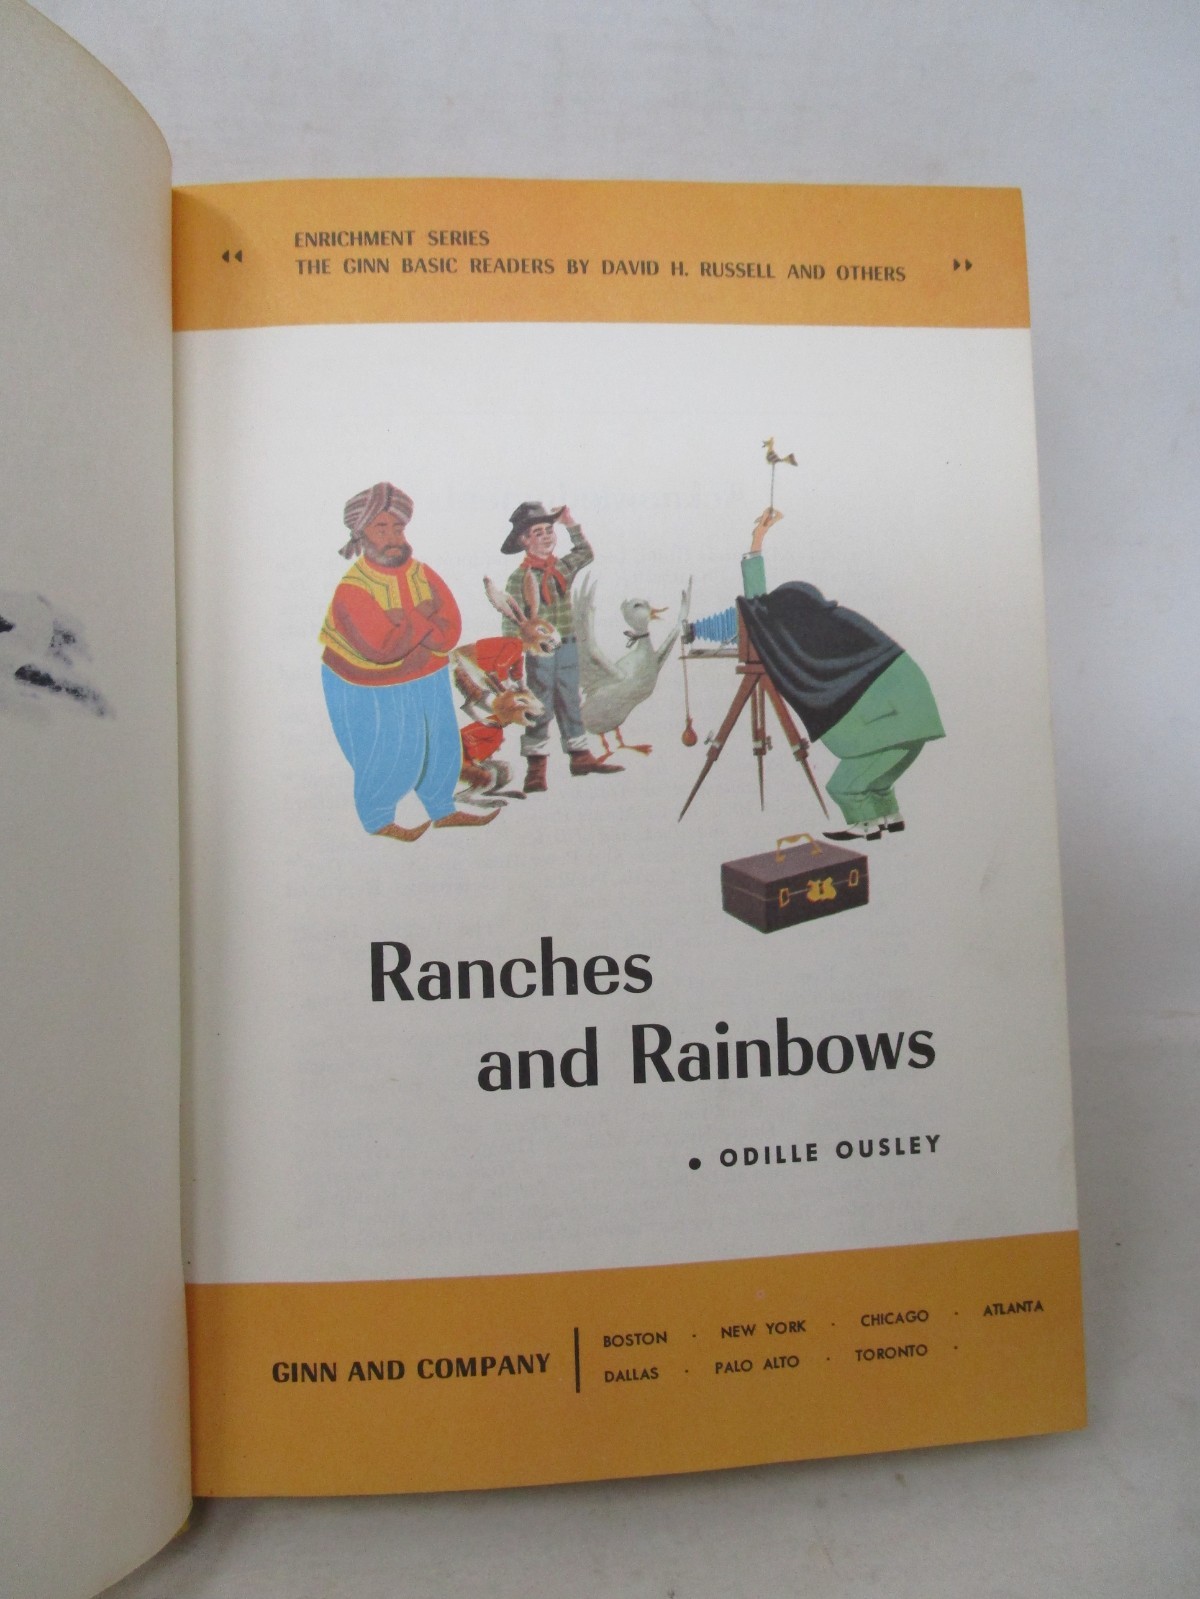 ENRICHMENT SERIES
THE GINN BASIC READERS BY DAVID H. RUSSELL AND OTHERS
Ranches
and Rainbows
• ODILLE OUSLEY
GINN AND COMPANY
BOSTON · NEW YORK · CHICAGO · ATLANTA
DALLAS · PALO ALTO · TORONTO ·